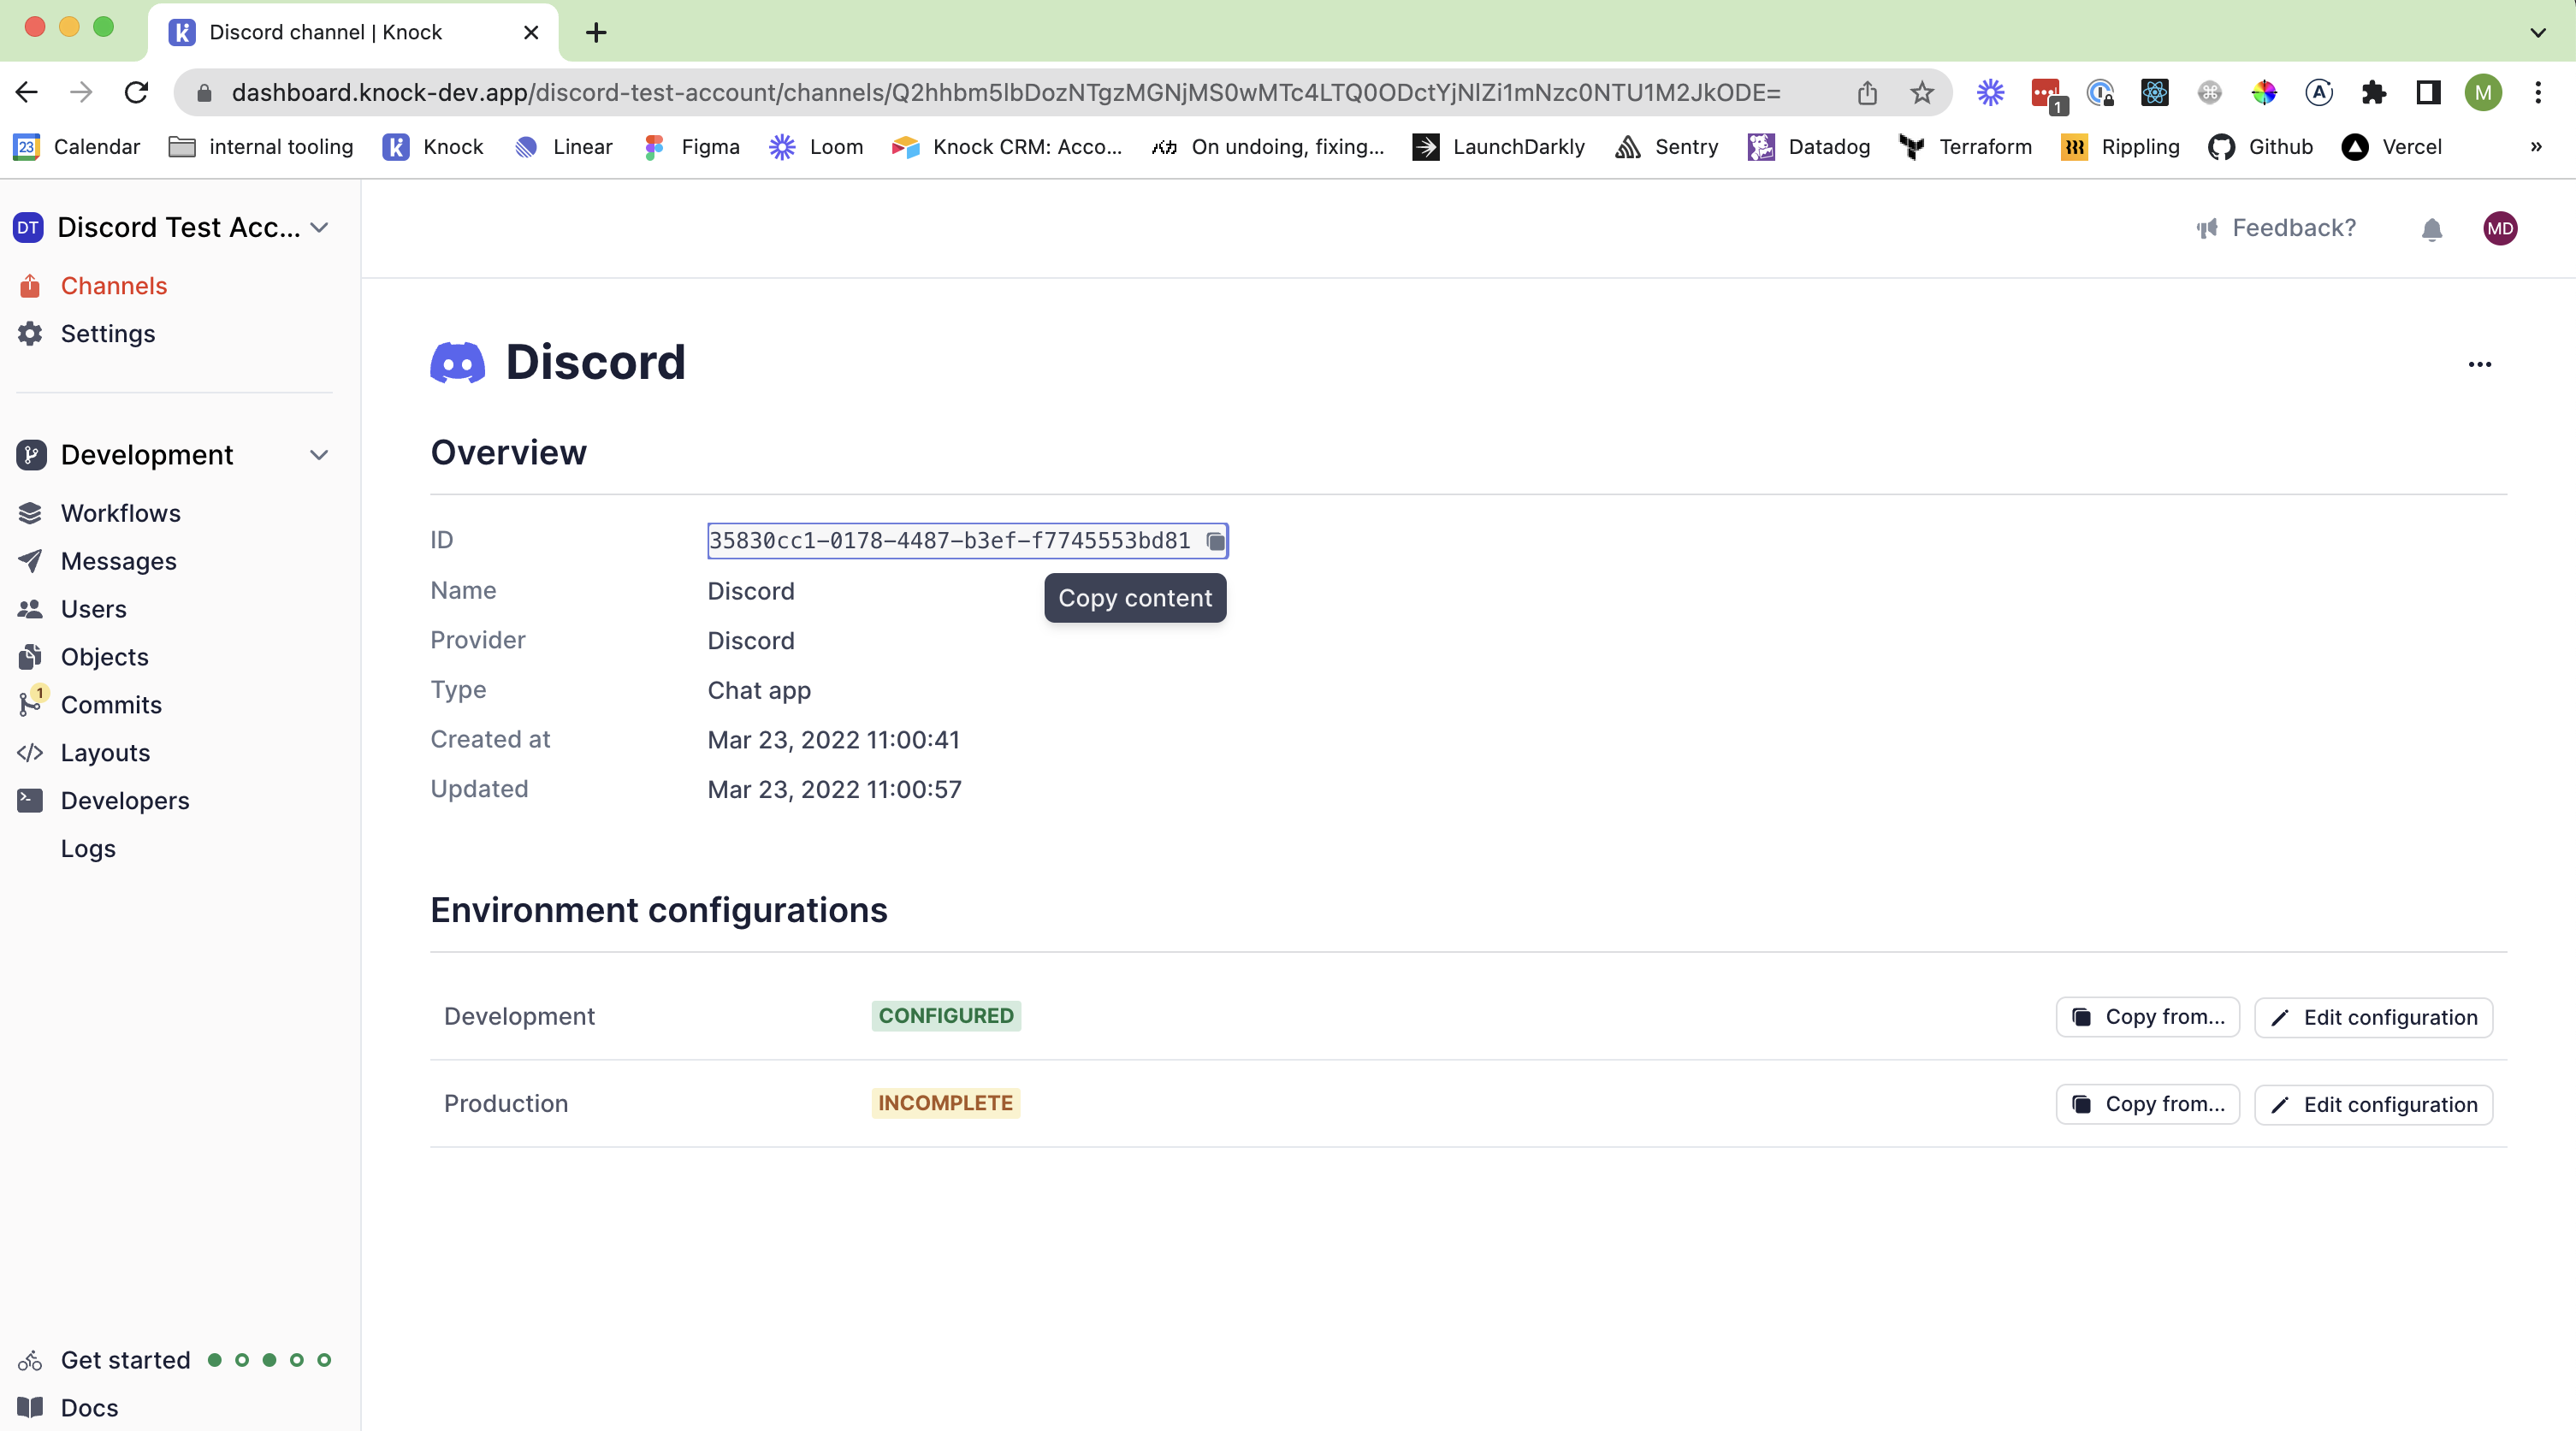 Discord channel | Knock
dashboard.knock-dev.app/discord-test-account/channels/Q2hhbm5lbDozNTgzMGNjMS0wMTc4LTQ0ODctYjNlZi1mNzc0NTU1M2JkODE=
1
M
23 Calendar
internal tooling
Knock
Linear
Figma
Loom
Knock CRM: Acco...
On undoing, fixing...
LaunchDarkly
Sentry
Datadog
Terraform
Rippling
Github
Vercel
»
DT Discord Test Acc...
Feedback?
MD
Channels
Settings
Development
Workflows
Messages
Users
Objects
1
Commits
Layouts
Developers
Logs
Get started
Docs
Discord
Overview
ID 35830cc1-0178-4487-b3ef-f7745553bd81
Copy content
Name Discord
Provider Discord
Type Chat app
Created at Mar 23, 2022 11:00:41
Updated Mar 23, 2022 11:00:57
Environment configurations
Development CONFIGURED Copy from... Edit configuration
Production INCOMPLETE Copy from... Edit configuration